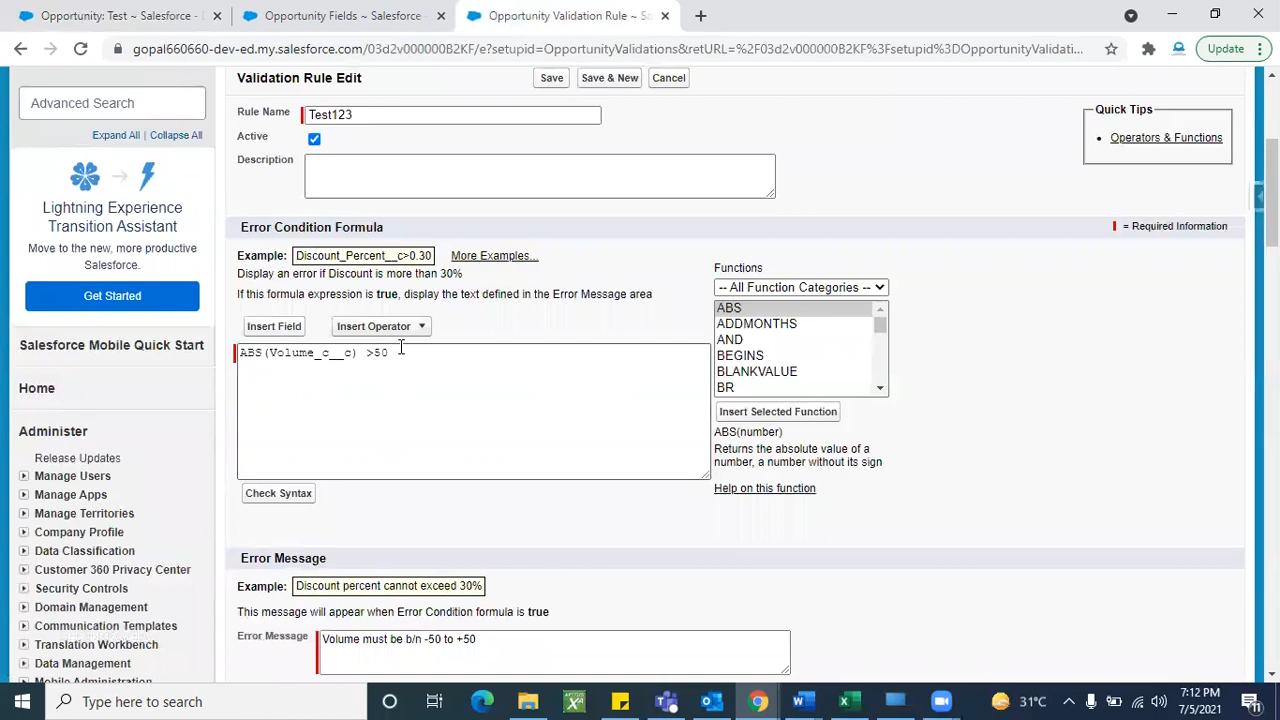 Opportunity: Test ~ Salesforce -
Opportunity Fields ~ Salesforce -
Opportunity Validation Rule ~ Sa
gopal660660-dev-ed.my.salesforce.com/03d2v000000B2KF/e?setupid=OpportunityValidations&retURL=%2F03d2v000000B2KF%3Fsetupid%3DOpportunityValidati...
Update
Advanced Search
Expand All | Collapse All
Lightning Experience
Transition Assistant
Move to the new, more productive
Salesforce.
Get Started
Salesforce Mobile Quick Start
Home
Administer
Release Updates
Manage Users
Manage Apps
Manage Territories
Company Profile
Data Classification
Customer 360 Privacy Center
Security Controls
Domain Management
Communication Templates
Translation Workbench
Data Management
Mobile Administration
Validation Rule Edit
Save
Save & New
Cancel
Rule Name
Test123
Active
Description
Quick Tips
• Operators & Functions
Error Condition Formula
= Required Information
Example: Discount_Percent__c>0.30 More Examples...
Display an error if Discount is more than 30%
If this formula expression is true, display the text defined in the Error Message area
Insert Field
Insert Operator
ABS(Volume_c__c) >50
Check Syntax
Functions
-- All Function Categories --
ABS
ADDMONTHS
AND
BEGINS
BLANKVALUE
BR
Insert Selected Function
ABS(number)
Returns the absolute value of a
number, a number without its sign
Help on this function
Error Message
Example: Discount percent cannot exceed 30%
This message will appear when Error Condition formula is true
Error Message
Volume must be b/n -50 to +50
Type here to search
31°C
7:12 PM
7/5/2021